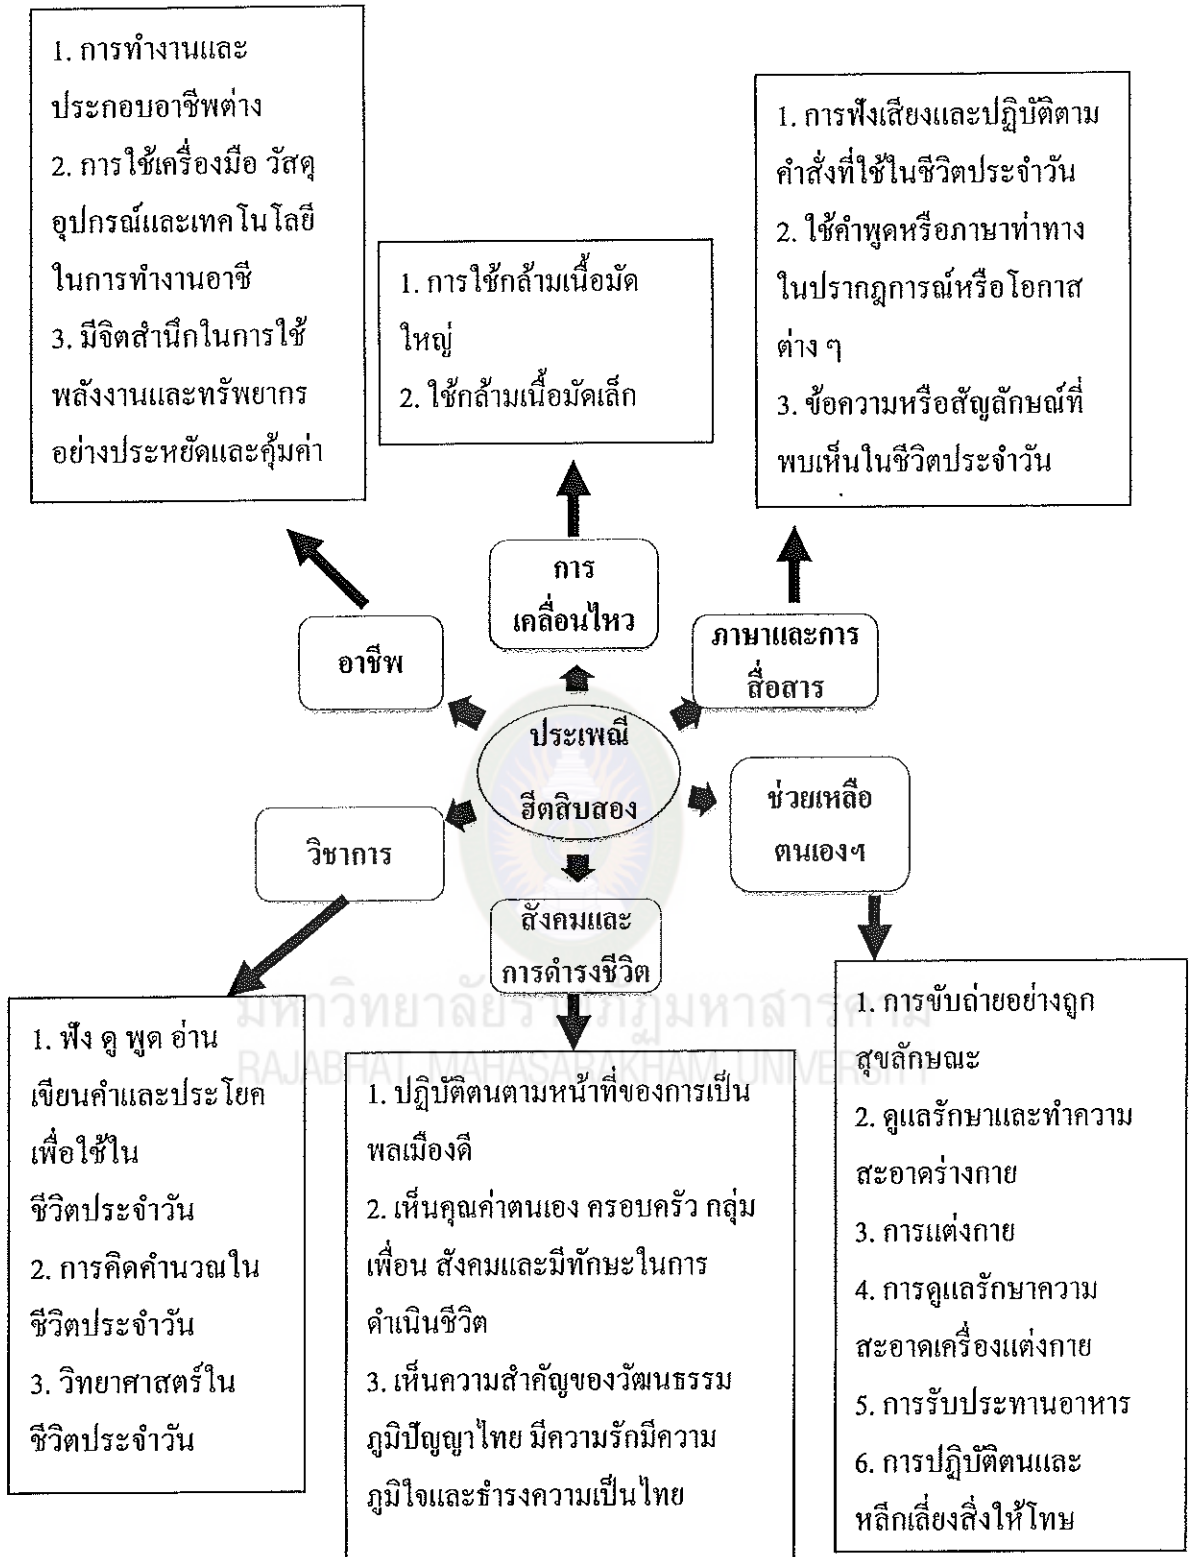 1. การทำงานและ
ประกอบอาชีพต่าง
2. การใช้เครื่องมือ วัสดุ
อุปกรณ์และเทคโนโลยี
ในการทำงานอาชี
3. มีจิตสำนึกในการใช้
พลังงานและทรัพยากร
อย่างประหยัดและคุ้มค่า
1. การใช้กล้ามเนื้อมัด
ใหญ่
2. ใช้กล้ามเนื้อมัดเล็ก
1. การฟังเสียงและปฏิบัติตาม
คำสั่งที่ใช้ในชีวิตประจำวัน
2. ใช้คำพูดหรือภาษาท่าทาง
ในปรากฏการณ์หรือโอกาส
ต่าง ๆ
3. ข้อความหรือสัญลักษณ์ที่
พบเห็นในชีวิตประจำวัน
อาชีพ
การ
เคลื่อนไหว
ภาษาและการ
สื่อสาร
ประเพณี
ฮีตสิบสอง
วิชาการ
ช่วยเหลือ
ตนเองฯ
สังคมและ
การดำรงชีวิต
มหาวิทยาลัยราชภัฏมหาสารคาม
RAJABHAT MAHASARAKHAM UNIVERSITY
1. ฟัง ดู พูด อ่าน
เขียนคำและประโยค
เพื่อใช้ใน
ชีวิตประจำวัน
2. การคิดคำนวณใน
ชีวิตประจำวัน
3. วิทยาศาสตร์ใน
ชีวิตประจำวัน
1. ปฏิบัติตนตามหน้าที่ของการเป็น
พลเมืองดี
2. เห็นคุณค่าตนเอง ครอบครัว กลุ่ม
เพื่อน สังคมและมีทักษะในการ
ดำเนินชีวิต
3. เห็นความสำคัญของวัฒนธรรม
ภูมิปัญญาไทย มีความรักมีความ
ภูมิใจและธำรงความเป็นไทย
1. การขับถ่ายอย่างถูก
สุขลักษณะ
2. ดูแลรักษาและทำความ
สะอาดร่างกาย
3. การแต่งกาย
4. การดูแลรักษาความ
สะอาดเครื่องแต่งกาย
5. การรับประทานอาหาร
6. การปฏิบัติตนและ
หลีกเลี่ยงสิ่งให้โทษ